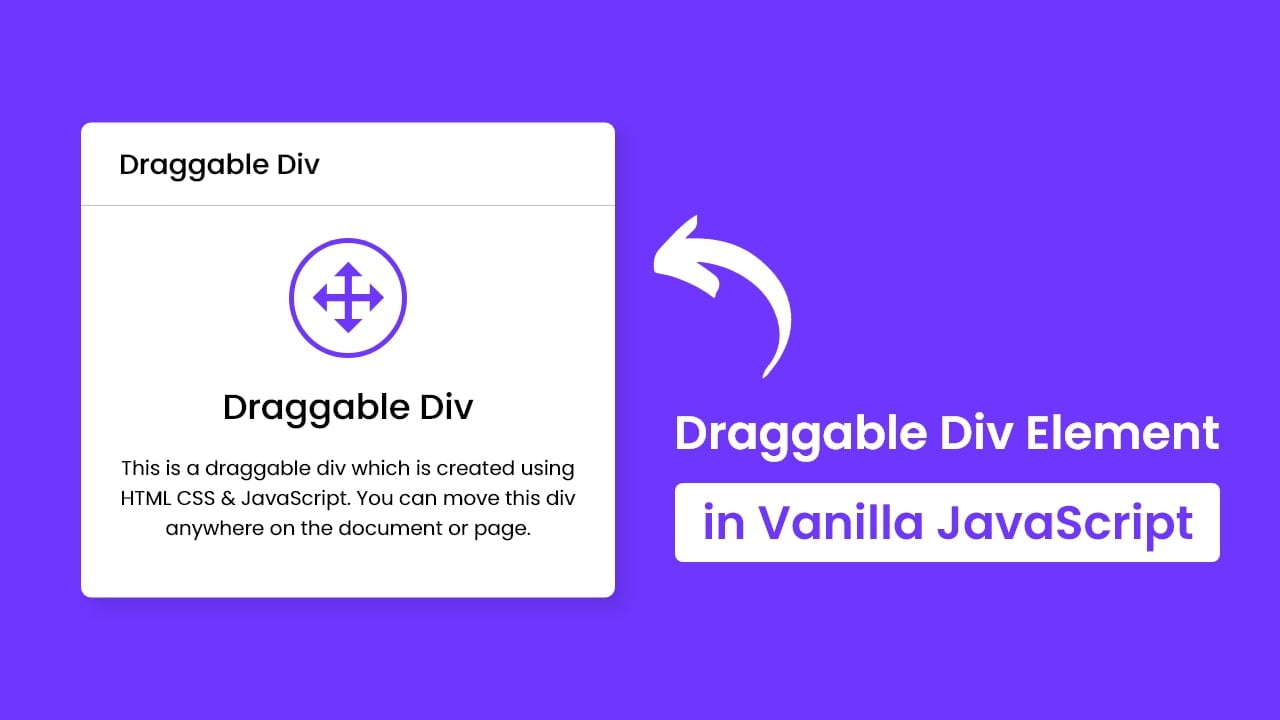 Draggable Div
Draggable Div
This is a draggable div which is created using
HTML CSS & JavaScript. You can move this div
anywhere on the document or page.
Draggable Div Element
in Vanilla JavaScript